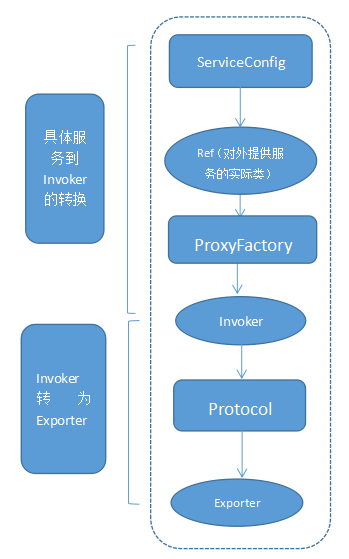 ServiceConfig
Ref（对外提供服
务的实际类）
ProxyFactory
Invoker
Protocol
Exporter
具体服
务到
Invoker
的转换
Invoker
转 为
Exporter